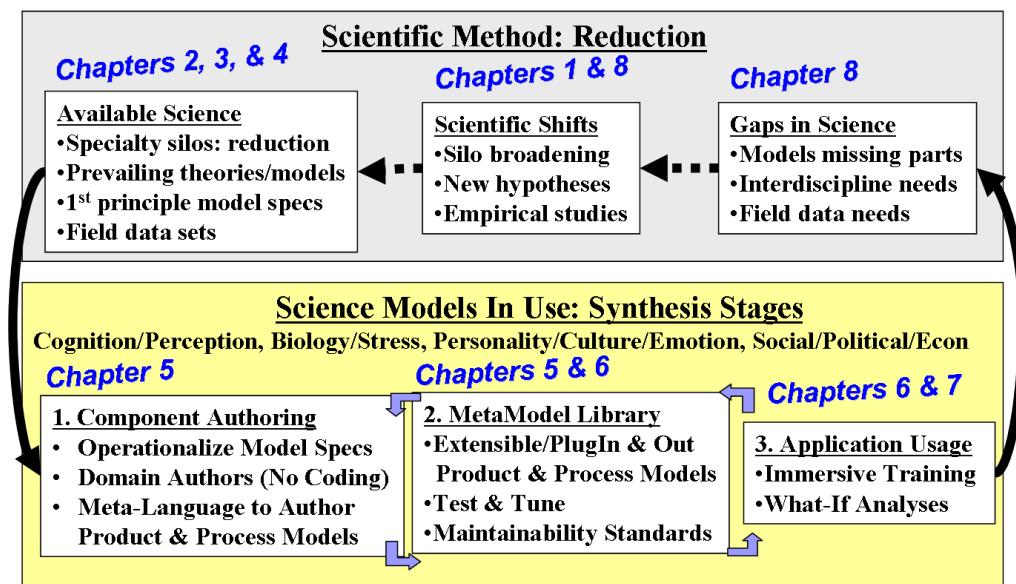 Scientific Method: Reduction
Chapters 2, 3, & 4
Available Science
•Specialty silos: reduction
•Prevailing theories/models
•1st principle model specs
•Field data sets
Chapters 1 & 8
Scientific Shifts
•Silo broadening
•New hypotheses
•Empirical studies
Chapter 8
Gaps in Science
•Models missing parts
•Interdiscipline needs
•Field data needs
Science Models In Use: Synthesis Stages
Cognition/Perception, Biology/Stress, Personality/Culture/Emotion, Social/Political/Econ
Chapter 5
1. Component Authoring
• Operationalize Model Specs
• Domain Authors (No Coding)
• Meta-Language to Author
Product & Process Models
Chapters 5 & 6
2. MetaModel Library
•Extensible/PlugIn & Out
Product & Process Models
•Test & Tune
•Maintainability Standards
Chapters 6 & 7
3. Application Usage
•Immersive Training
•What-If Analyses